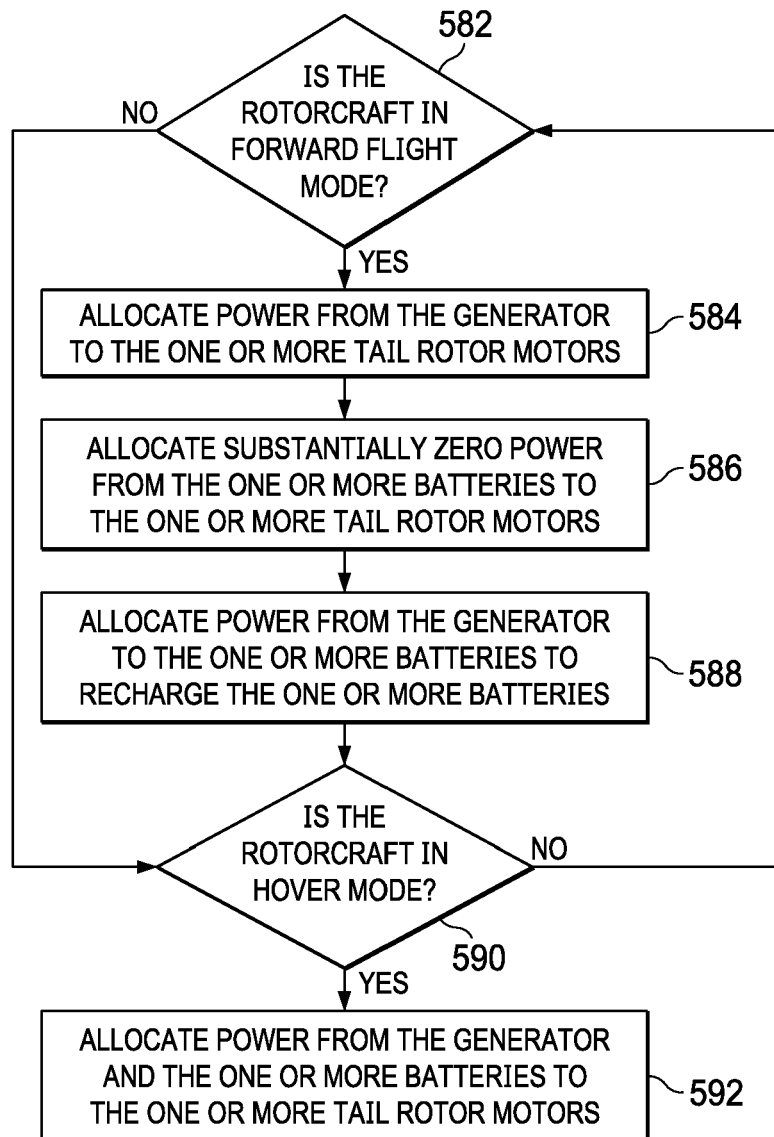 582
IS THE
ROTORCRAFT IN
FORWARD FLIGHT
MODE?
NO
YES
ALLOCATE POWER FROM THE GENERATOR
TO THE ONE OR MORE TAIL ROTOR MOTORS
584
ALLOCATE SUBSTANTIALLY ZERO POWER
FROM THE ONE OR MORE BATTERIES TO
THE ONE OR MORE TAIL ROTOR MOTORS
586
ALLOCATE POWER FROM THE GENERATOR
TO THE ONE OR MORE BATTERIES TO
RECHARGE THE ONE OR MORE BATTERIES
588
IS THE
ROTORCRAFT IN
HOVER MODE?
NO
590
YES
ALLOCATE POWER FROM THE GENERATOR
AND THE ONE OR MORE BATTERIES TO
THE ONE OR MORE TAIL ROTOR MOTORS
592